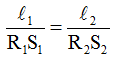 ℓ₁/R₁S₁ = ℓ₂/R₂S₂